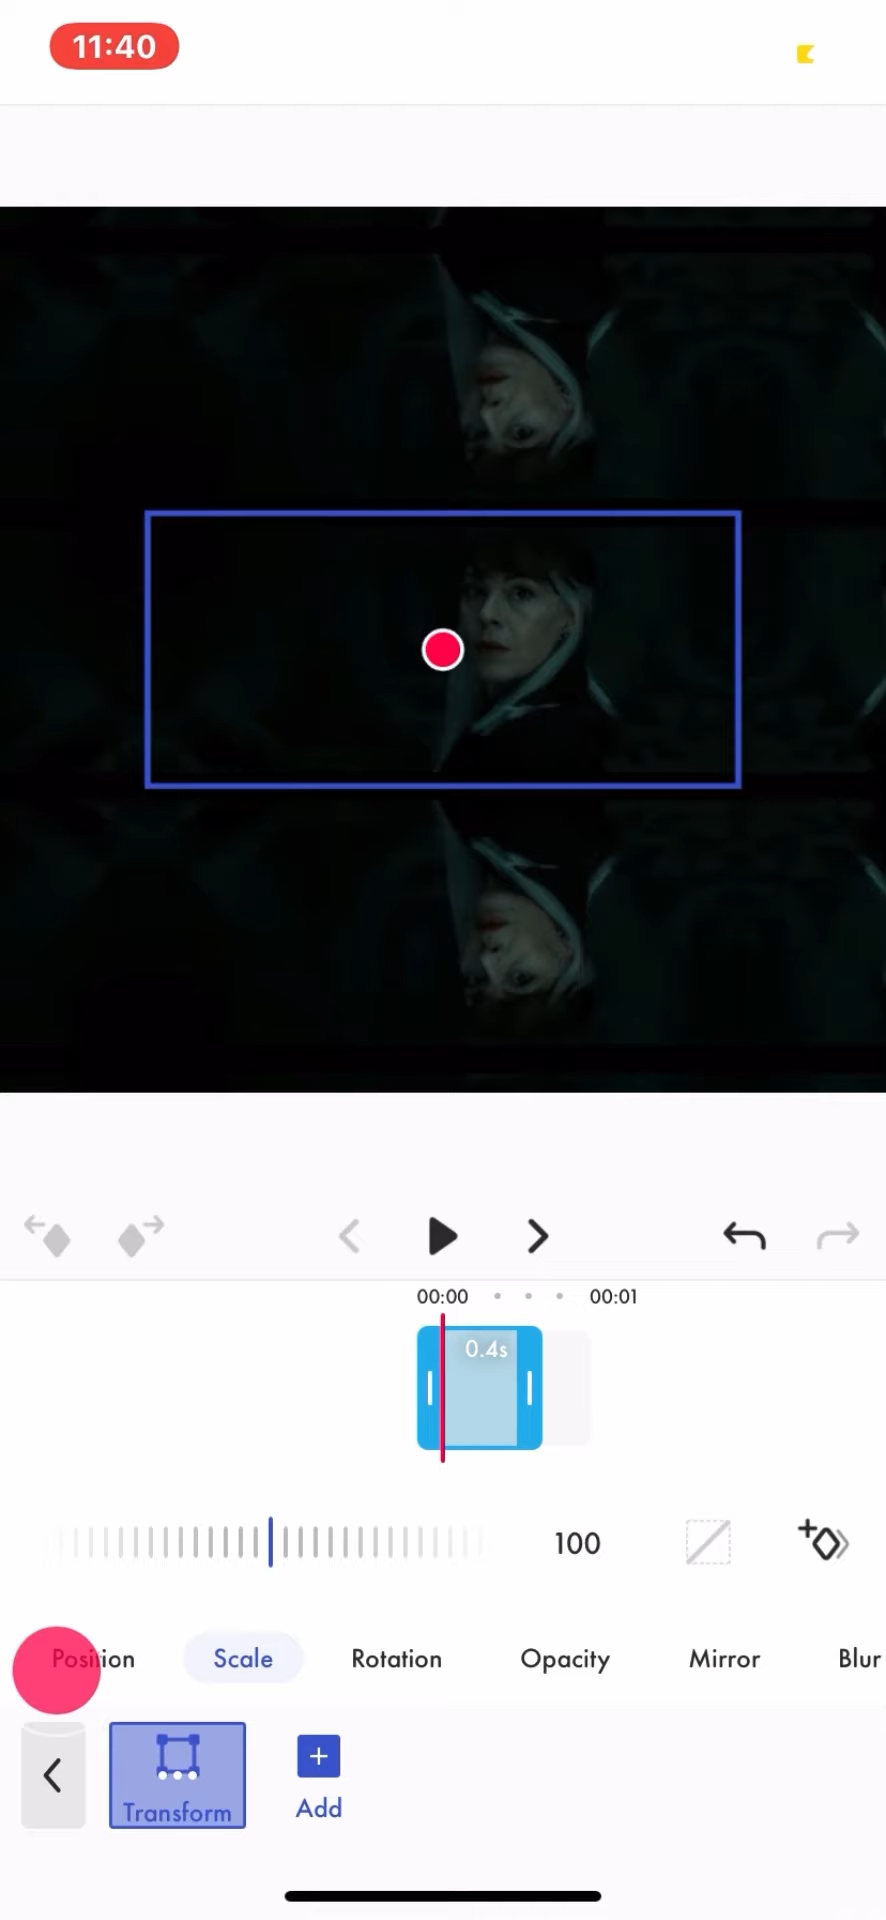 11:40
00:00
00:01
0.4s
100
Position Scale Rotation Opacity Mirror Blur
Transform
Add